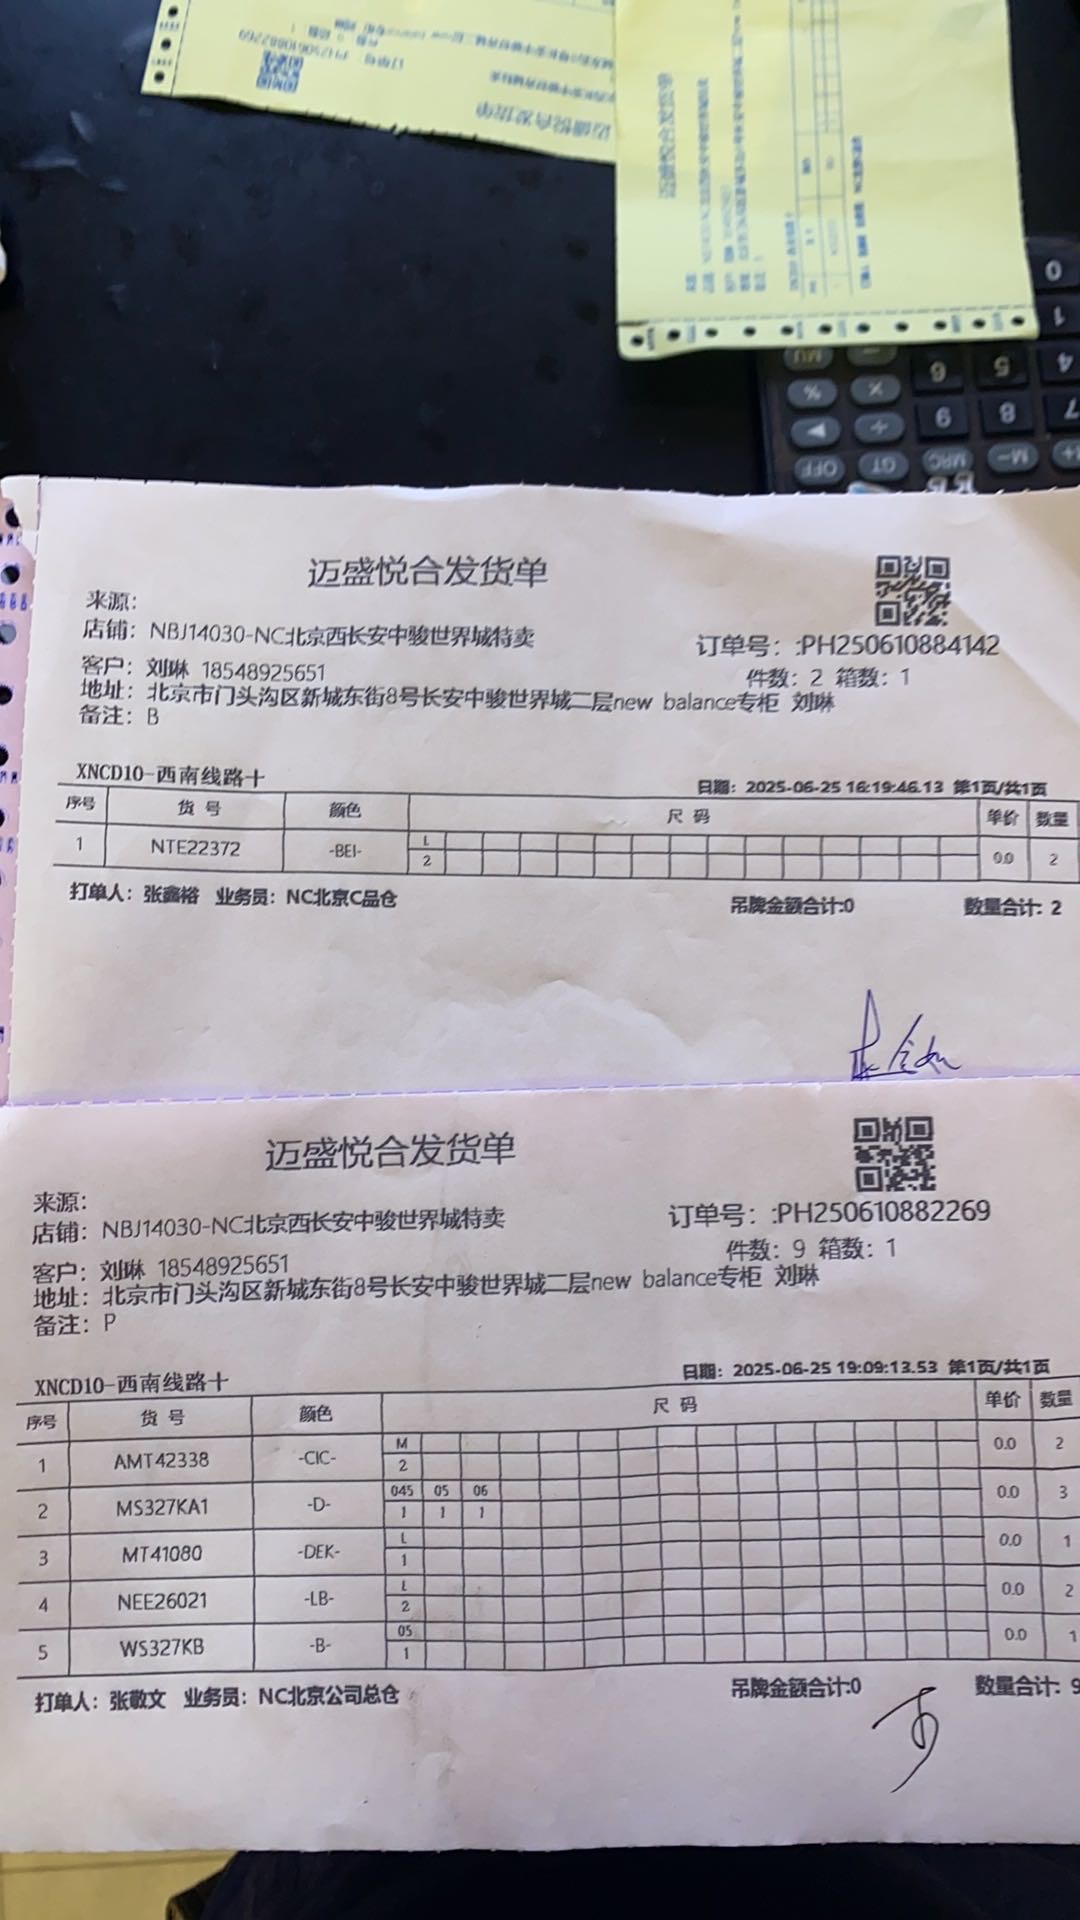 迈盛悦合发货单
来源：
店铺：NBJ14030-NC北京西长安中骏世界城特卖
订单号：:PH250610884142
客户：刘琳 18548925651
件数：2 箱数：1
地址：北京市门头沟区新城东街8号长安中骏世界城二层new balance专柜 刘琳
备注：B
XNCD10-西南线路十
日期：2025-06-25 16:19:46.13 第1页/共1页
序号 货号 颜色 尺码 单价 数量
1 NTE22372 -BEI- L 0.0 2
2
打单人：张鑫裕 业务员：NC北京C品仓 吊牌金额合计:0 数量合计: 2
迈盛悦合发货单
来源：
店铺：NBJ14030-NC北京西长安中骏世界城特卖
订单号：:PH250610882269
客户：刘琳 18548925651
件数：9 箱数：1
地址：北京市门头沟区新城东街8号长安中骏世界城二层new balance专柜 刘琳
备注：P
XNCD10-西南线路十
日期：2025-06-25 19:09:13.53 第1页/共1页
序号 货号 颜色 尺码 单价 数量
1 AMT42338 -CIC- M 0.0 2
2
2 MS327KA1 -D- 045 05 06 0.0 3
1 1 1
3 MT41080 -DEK- L 0.0 1
1
4 NEE26021 -LB- L 0.0 2
2
5 WS327KB -B- 05 0.0 1
1
打单人：张敬文 业务员：NC北京公司总仓 吊牌金额合计:0 数量合计: 9